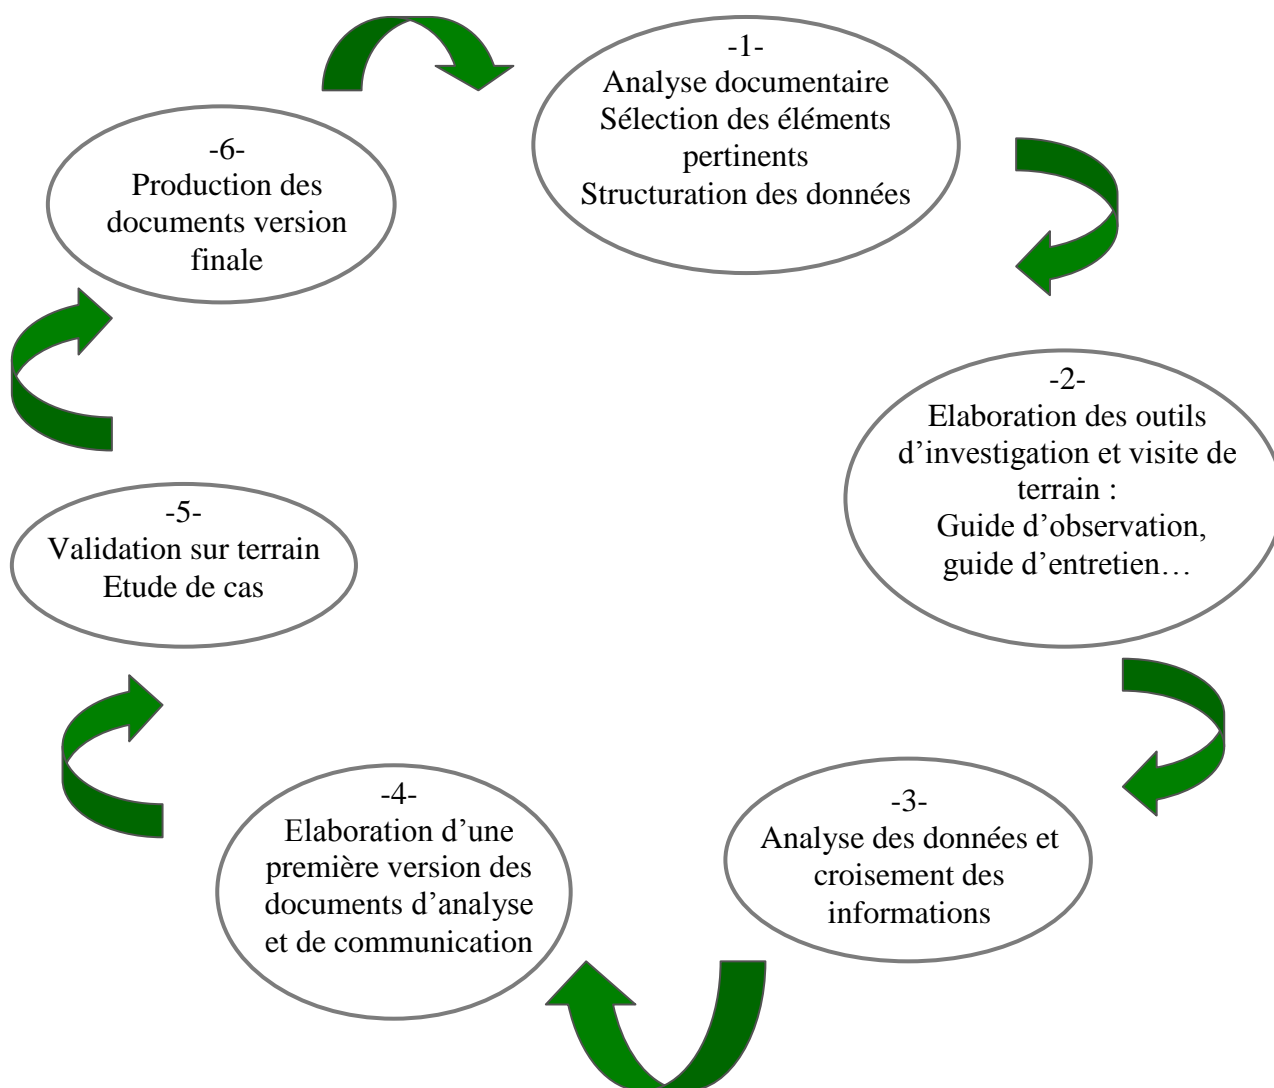 -1-
Analyse documentaire
Sélection des éléments
pertinents
Structuration des données
-2-
Elaboration des outils
d’investigation et visite de
terrain :
Guide d’observation,
guide d’entretien…
-3-
Analyse des données et
croisement des
informations
-4-
Elaboration d’une
première version des
documents d’analyse
et de communication
-5-
Validation sur terrain
Etude de cas
-6-
Production des
documents version
finale